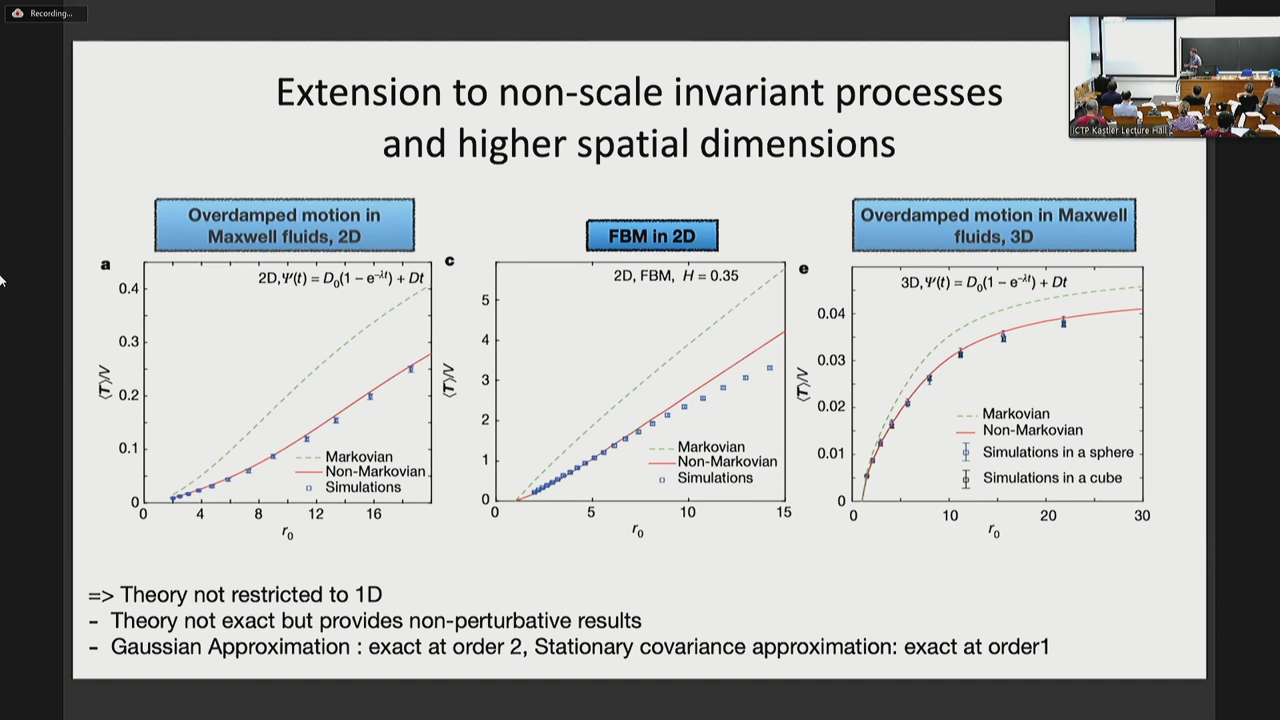 Recording...
ICTP Kastler Lecture Hall
Extension to non-scale invariant processes
and higher spatial dimensions
Overdamped motion in
Maxwell fluids, 2D
a
2D, Ψ(t) = D₀(1 − e^−λt) + Dt
⟨T⟩/V
0.4
0.3
0.2
0.1
0
0 4 8 12 16
r₀
Markovian
Non-Markovian
Simulations
FBM in 2D
c
2D, FBM, H = 0.35
⟨T⟩/V
5
4
3
2
1
0
0 5 10 15
r₀
Markovian
Non-Markovian
Simulations
Overdamped motion in Maxwell
fluids, 3D
e
3D, Ψ(t) = D₀(1 − e^−λt) + Dt
⟨T⟩/V
0.04
0.03
0.02
0.01
0
0 10 20 30
r₀
Markovian
Non-Markovian
Simulations in a sphere
Simulations in a cube
=> Theory not restricted to 1D
- Theory not exact but provides non-perturbative results
- Gaussian Approximation : exact at order 2, Stationary covariance approximation: exact at order1